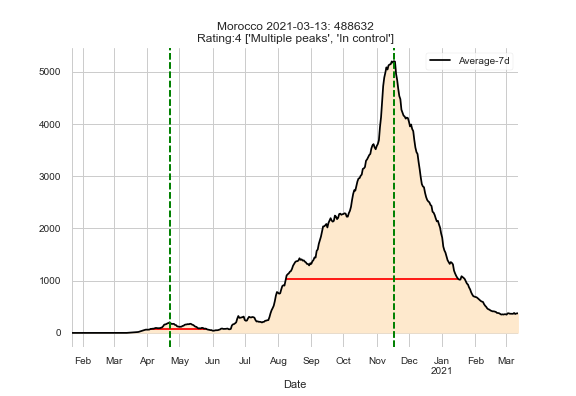 Morocco 2021-03-13: 488632
Rating:4 ['Multiple peaks', 'In control']
Average-7d
5000
4000
3000
2000
1000
0
Feb Mar Apr May Jun Jul Aug Sep Oct Nov Dec Jan Feb Mar
2021
Date